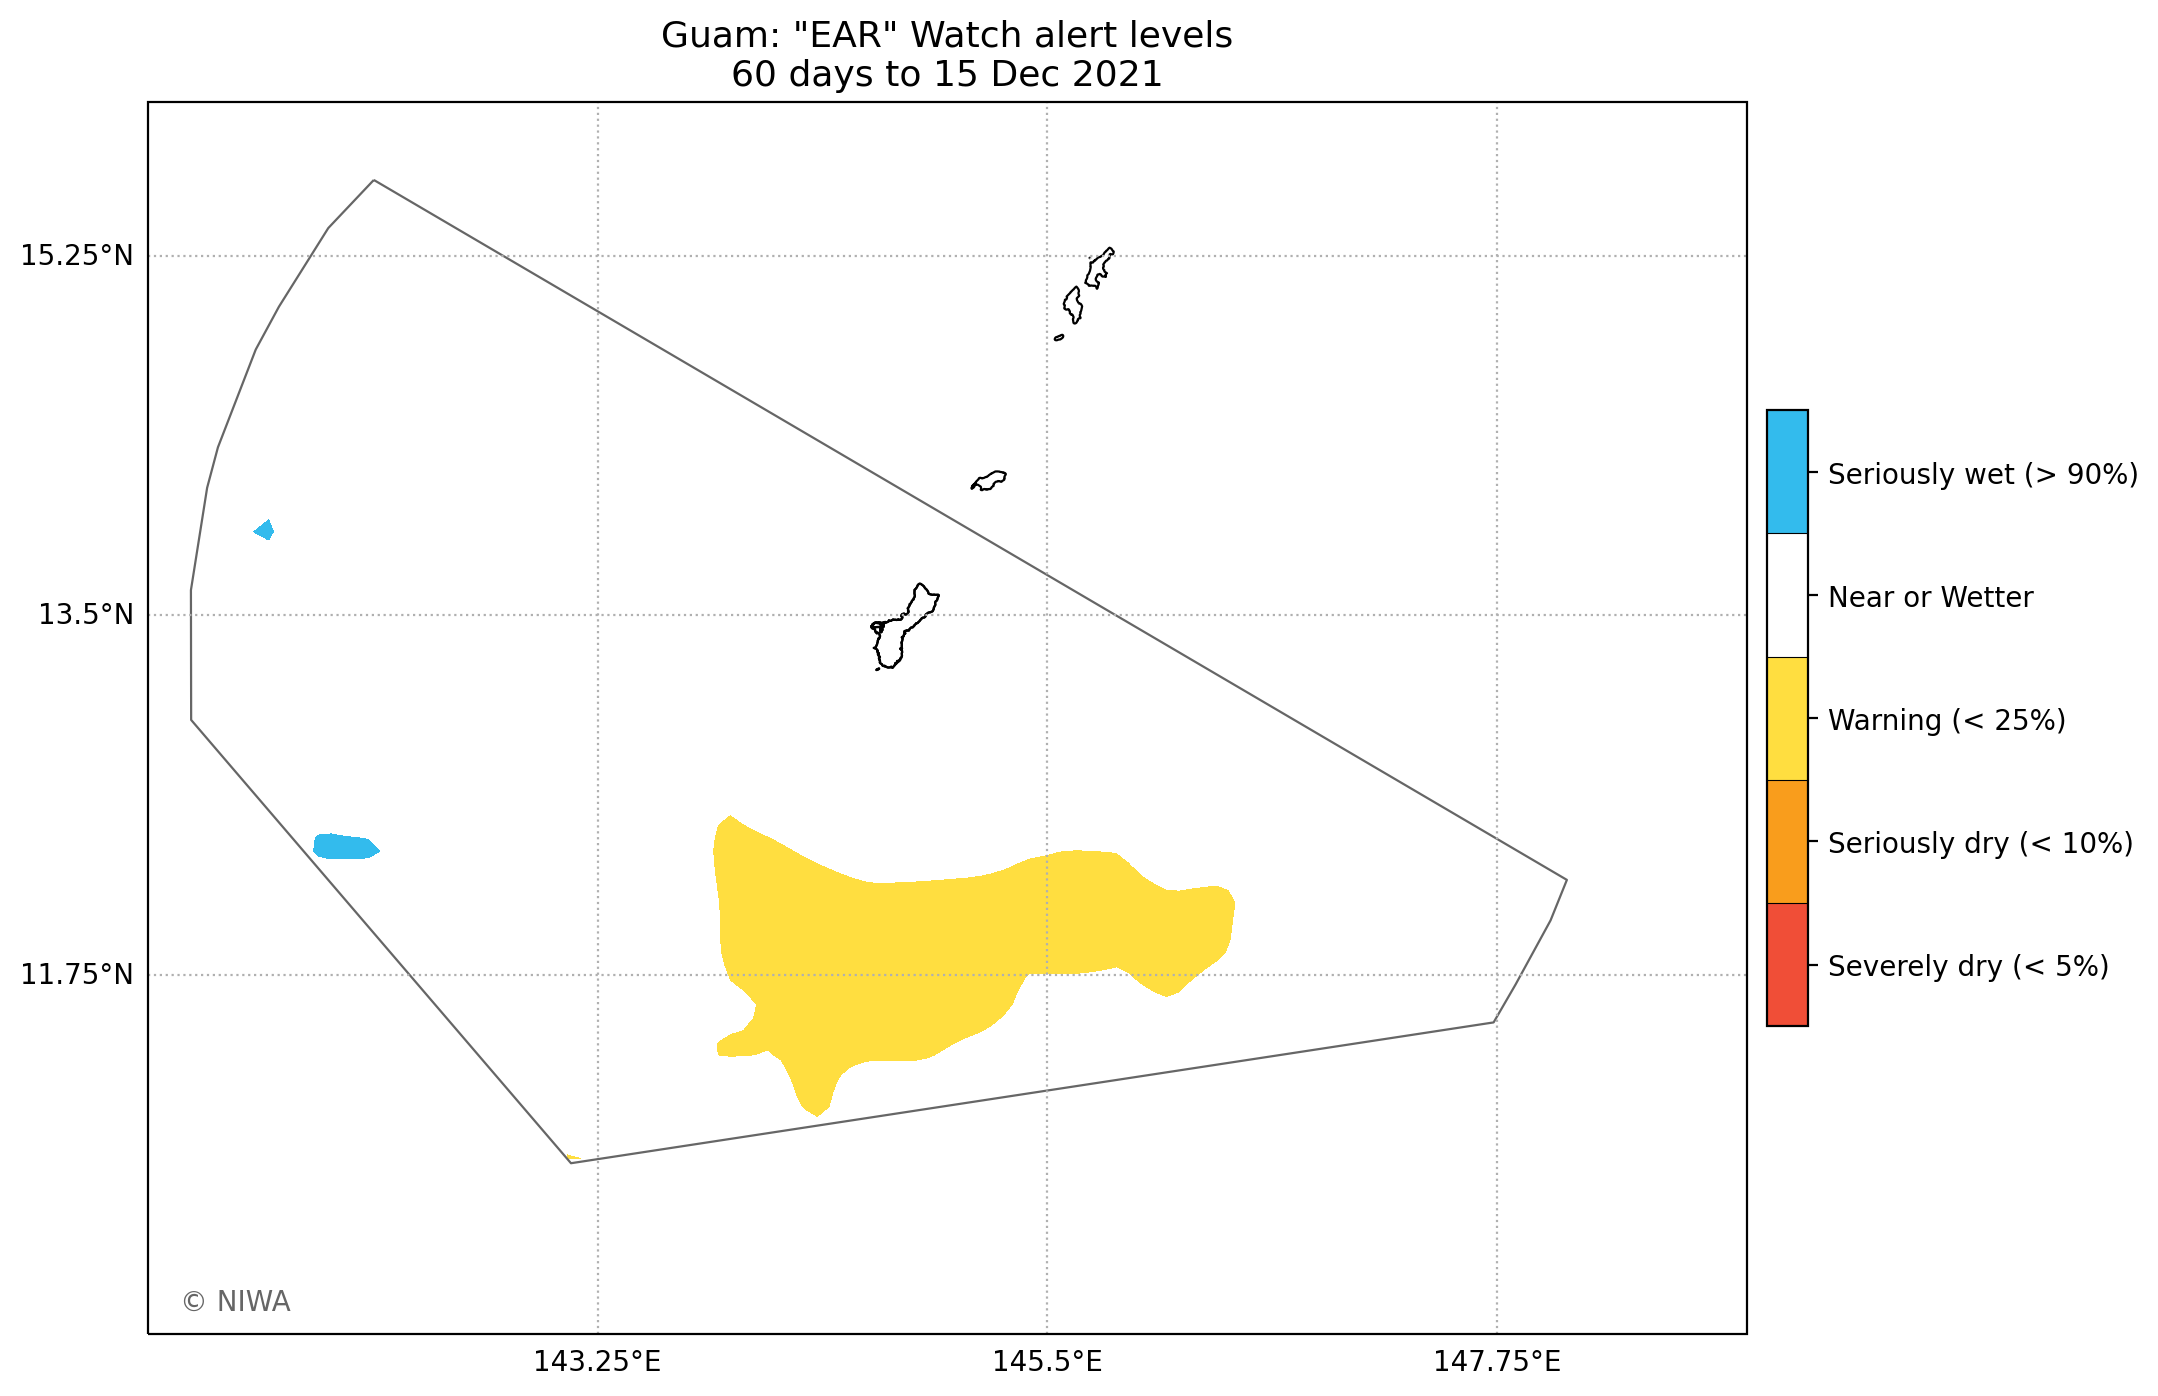 Guam: "EAR" Watch alert levels
60 days to 15 Dec 2021
15.25°N
13.5°N
11.75°N
143.25°E
145.5°E
147.75°E
Seriously wet (> 90%)
Near or Wetter
Warning (< 25%)
Seriously dry (< 10%)
Severely dry (< 5%)
© NIWA